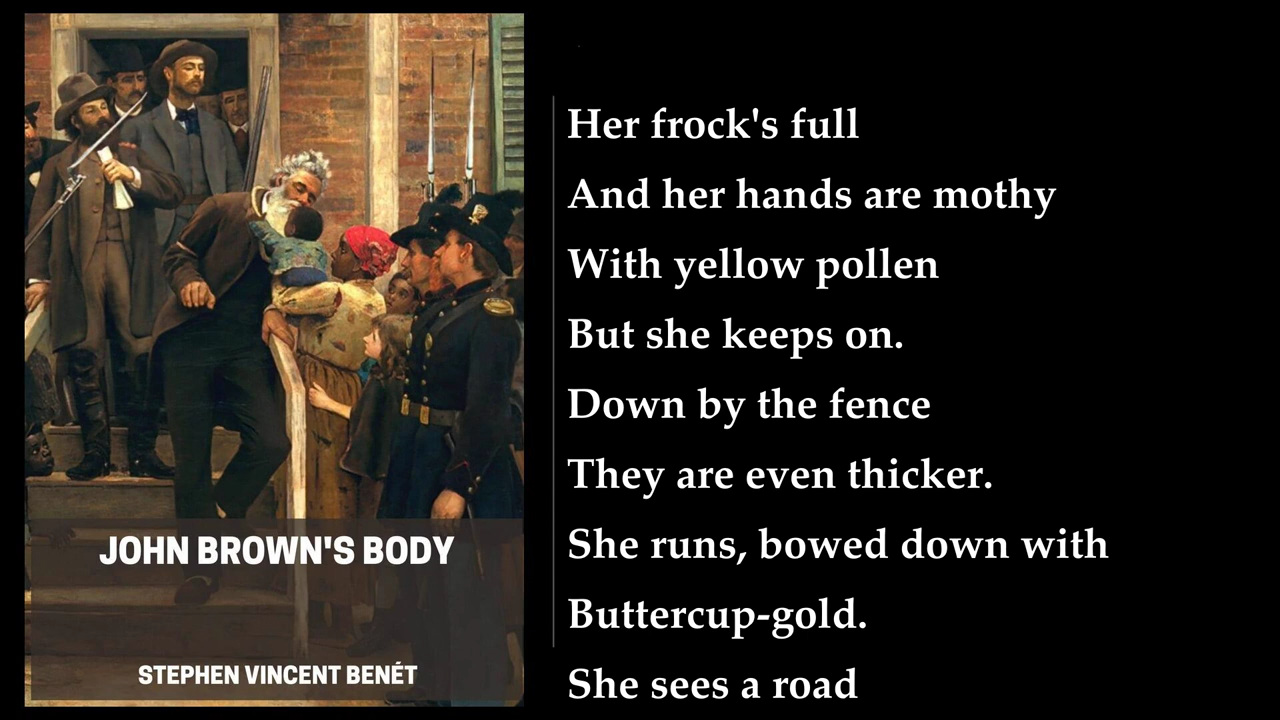 JOHN BROWN'S BODY
STEPHEN VINCENT BENÉT
Her frock's full
And her hands are mothy
With yellow pollen
But she keeps on.
Down by the fence
They are even thicker.
She runs, bowed down with
Buttercup-gold.
She sees a road